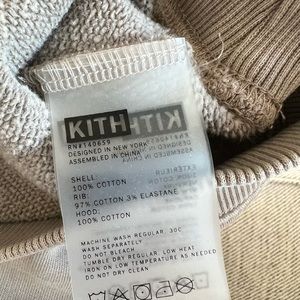 KITH
RN#140659
DESIGNED IN NEW YORK
ASSEMBLED IN CHINA
SHELL:
100% COTTON
RIB:
97% COTTON 3% ELASTANE
HOOD:
100% COTTON
MACHINE WASH REGULAR, 30C
WASH SEPARATELY
DO NOT BLEACH
TUMBLE DRY REGULAR, LOW HEAT
IRON ON LOW TEMPERATURE AS NEEDED
DO NOT DRY CLEAN